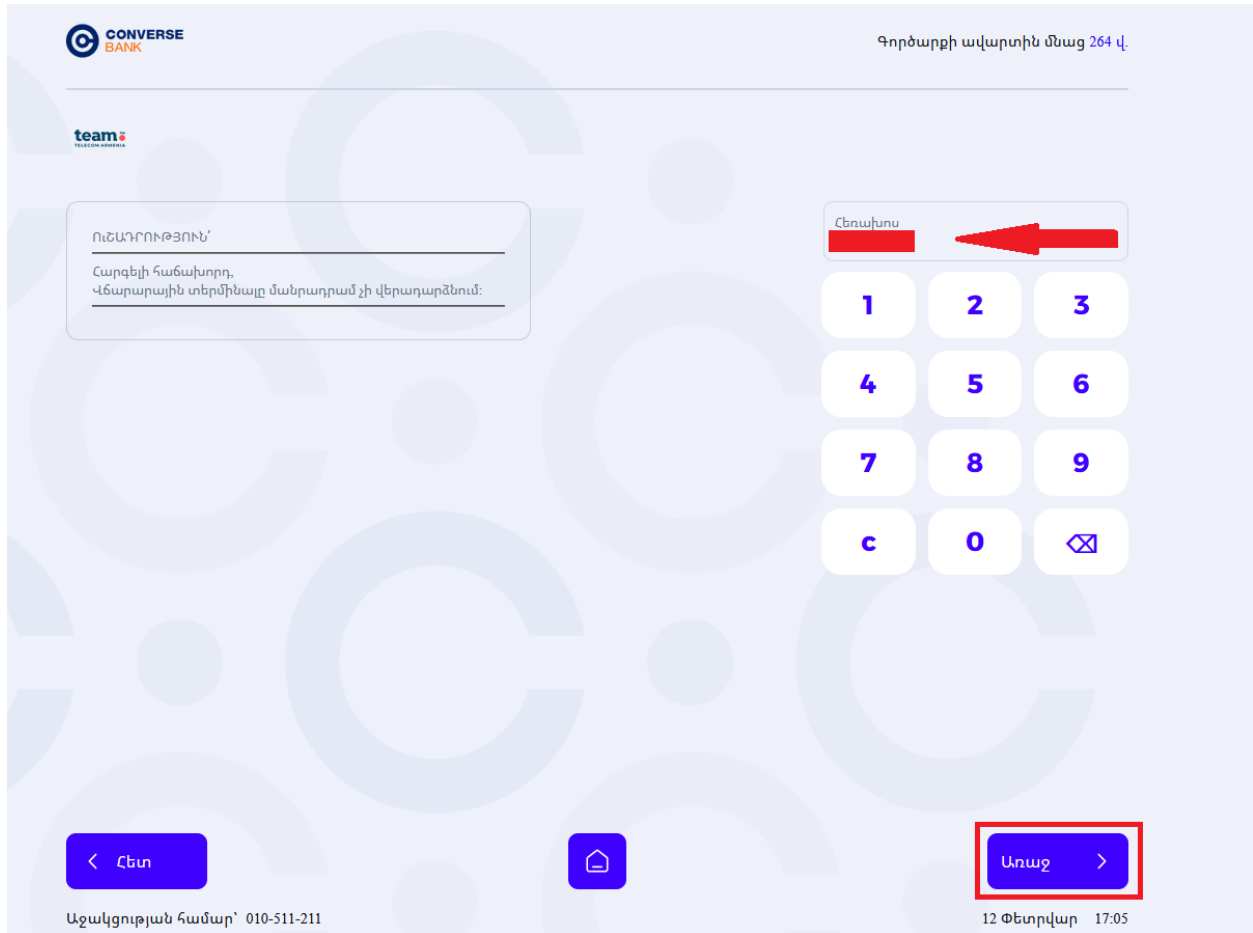 CONVERSE
BANK
Գործարքի ավարտին մնաց 264 վ.
team
TELECOM ARMENIA
ՈւՇԱԴՐՈՒԹՅՈՒՆ՛
Հարգելի հաճախորդ,
Վճարարային տերմինալը մանրադրամ չի վերադարձնում:
Հեռախոս
1 2 3
4 5 6
7 8 9
c 0
Հետ
Առաջ
Աջակցության համար՝ 010-511-211
12 Փետրվար 17:05